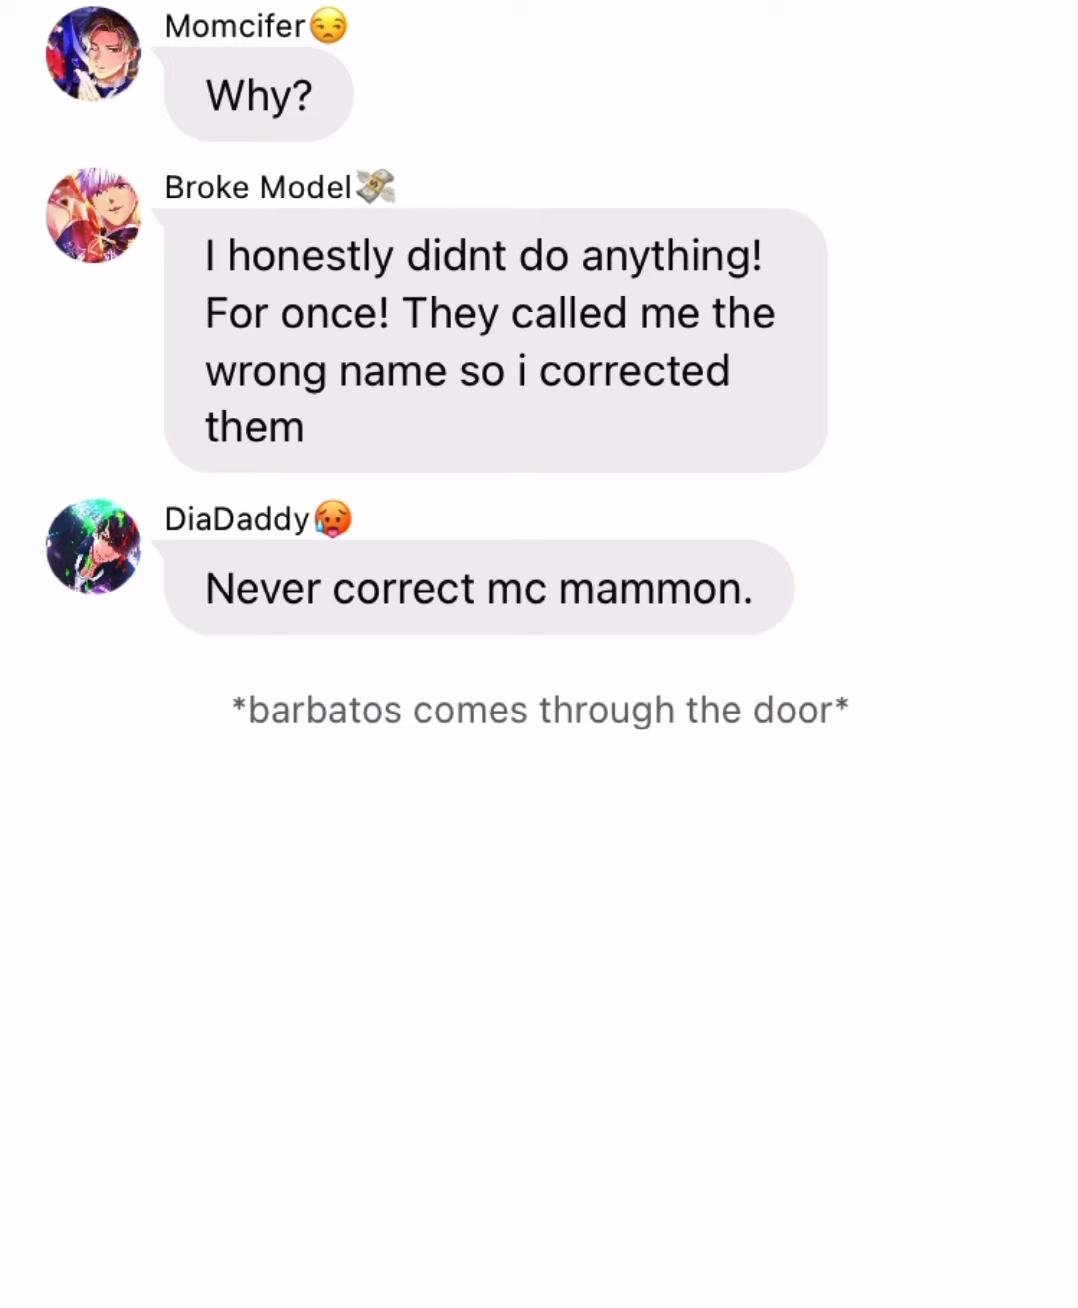 Momcifer😒
Why?
Broke Model💸
I honestly didnt do anything!
For once! They called me the
wrong name so i corrected
them
DiaDaddy🥵
Never correct mc mammon.
*barbatos comes through the door*